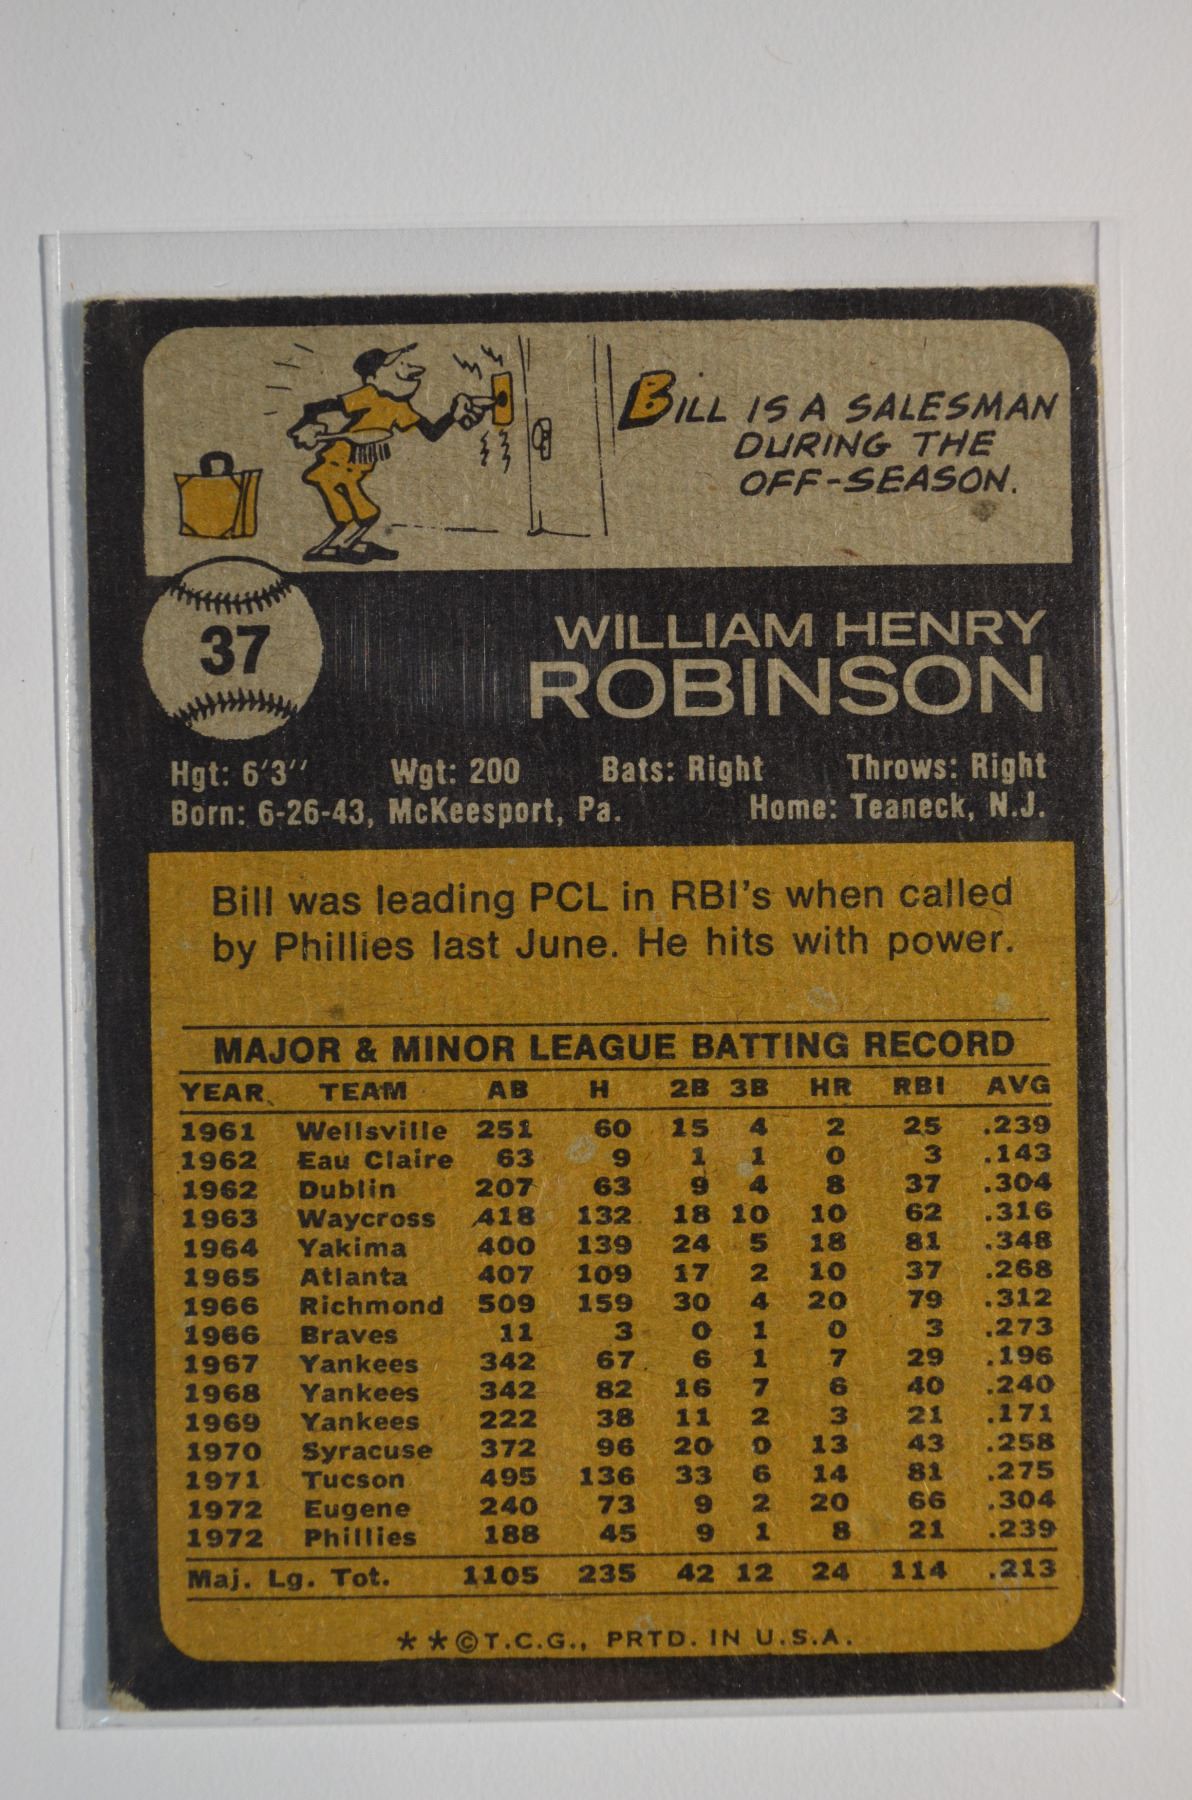 BILL IS A SALESMAN
DURING THE
OFF-SEASON.
37
WILLIAM HENRY
ROBINSON
Hgt: 6'3'' Wgt: 200 Bats: Right Throws: Right
Born: 6-26-43, McKeesport, Pa. Home: Teaneck, N.J.
Bill was leading PCL in RBI's when called
by Phillies last June. He hits with power.
MAJOR & MINOR LEAGUE BATTING RECORD
YEAR TEAM AB H 2B 3B HR RBI AVG
1961 Wellsville 251 60 15 4 2 25 .239
1962 Eau Claire 63 9 1 1 0 3 .143
1962 Dublin 207 63 9 4 8 37 .304
1963 Waycross 418 132 18 10 10 62 .316
1964 Yakima 400 139 24 5 18 81 .348
1965 Atlanta 407 109 17 2 10 37 .268
1966 Richmond 509 159 30 4 20 79 .312
1966 Braves 11 3 0 1 0 3 .273
1967 Yankees 342 67 6 1 7 29 .196
1968 Yankees 342 82 16 7 6 40 .240
1969 Yankees 222 38 11 2 3 21 .171
1970 Syracuse 372 96 20 0 13 43 .258
1971 Tucson 495 136 33 6 14 81 .275
1972 Eugene 240 73 9 2 20 66 .304
1972 Phillies 188 45 9 1 8 21 .239
Maj. Lg. Tot. 1105 235 42 12 24 114 .213
**©T.C.G., PRTD. IN U.S.A.